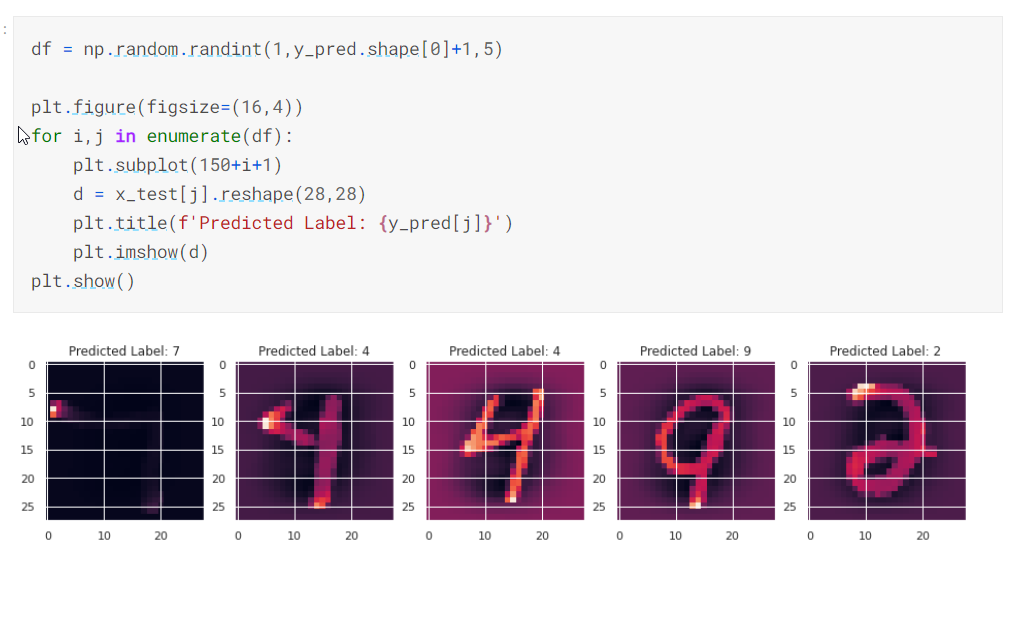 :
df = np.random.randint(1,y_pred.shape[0]+1,5)
plt.figure(figsize=(16,4))
for i,j in enumerate(df):
    plt.subplot(150+i+1)
    d = x_test[j].reshape(28,28)
    plt.title(f'Predicted Label: {y_pred[j]}')
    plt.imshow(d)
plt.show()
Predicted Label: 7 Predicted Label: 4 Predicted Label: 4 Predicted Label: 9 Predicted Label: 2
0 0 0 0 0
5 5 5 5 5
10 10 10 10 10
15 15 15 15 15
20 20 20 20 20
25 25 25 25 25
0 10 20 0 10 20 0 10 20 0 10 20 0 10 20